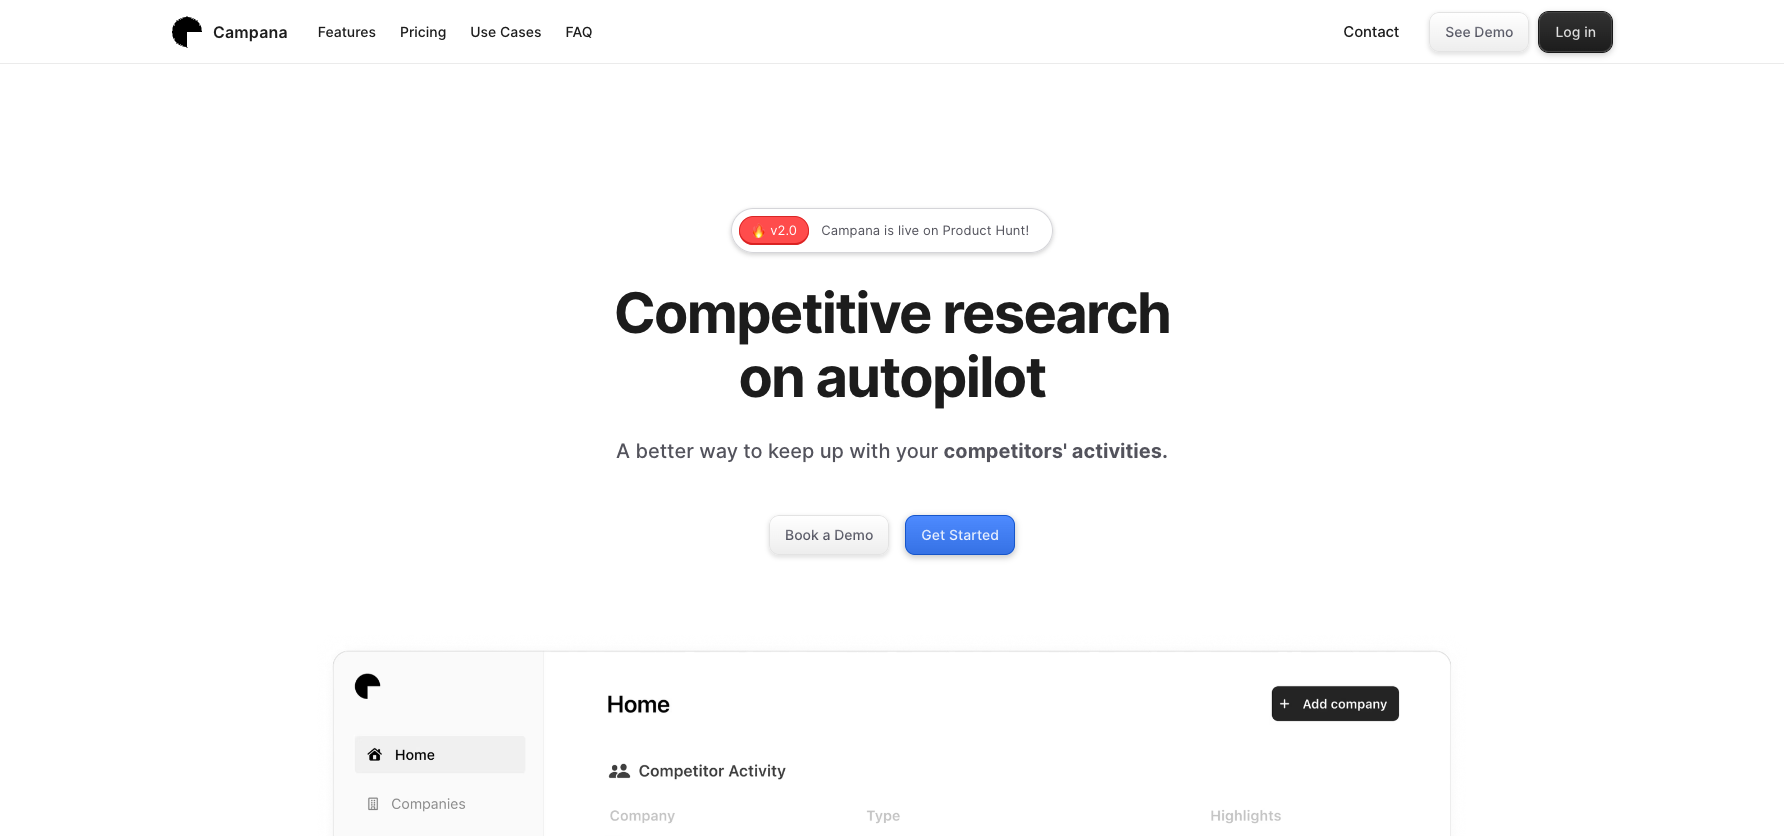 Campana
Features
Pricing
Use Cases
FAQ
Contact
See Demo
Log in
🔥 v2.0
Campana is live on Product Hunt!
Competitive research
on autopilot
A better way to keep up with your competitors' activities.
Book a Demo
Get Started
Home
+ Add company
Home
Competitor Activity
Companies
Company
Type
Highlights